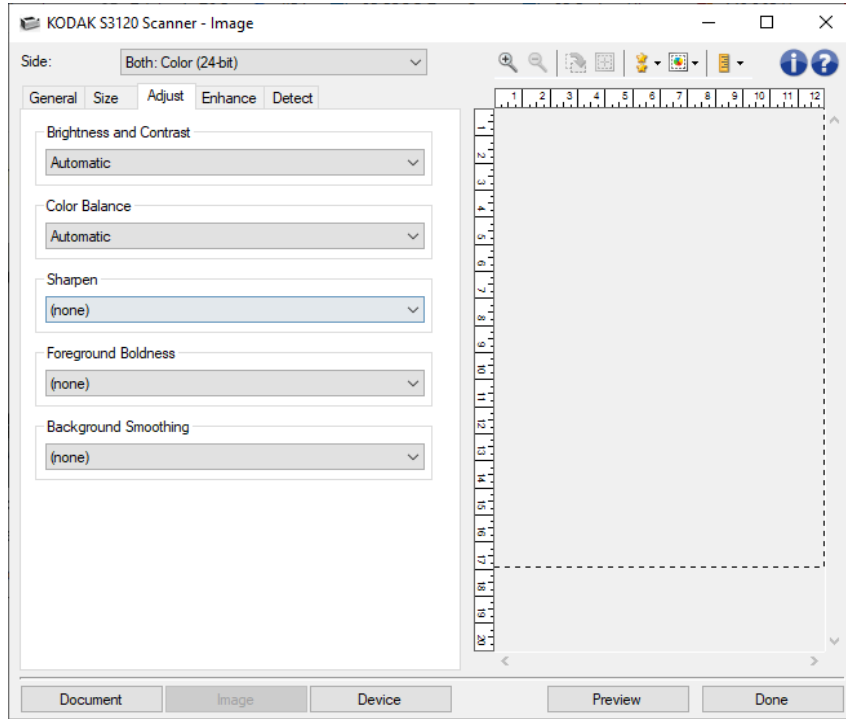 KODAK S3120 Scanner - Image
Side: Both: Color (24-bit)
General Size Adjust Enhance Detect
Brightness and Contrast
Automatic
Color Balance
Automatic
Sharpen
(none)
Foreground Boldness
(none)
Background Smoothing
(none)
1 2 3 4 5 6 7 8 9 10 11 12
1
2
3
4
5
6
7
8
9
10
11
12
13
14
15
16
17
18
19
20
Document Image Device Preview Done